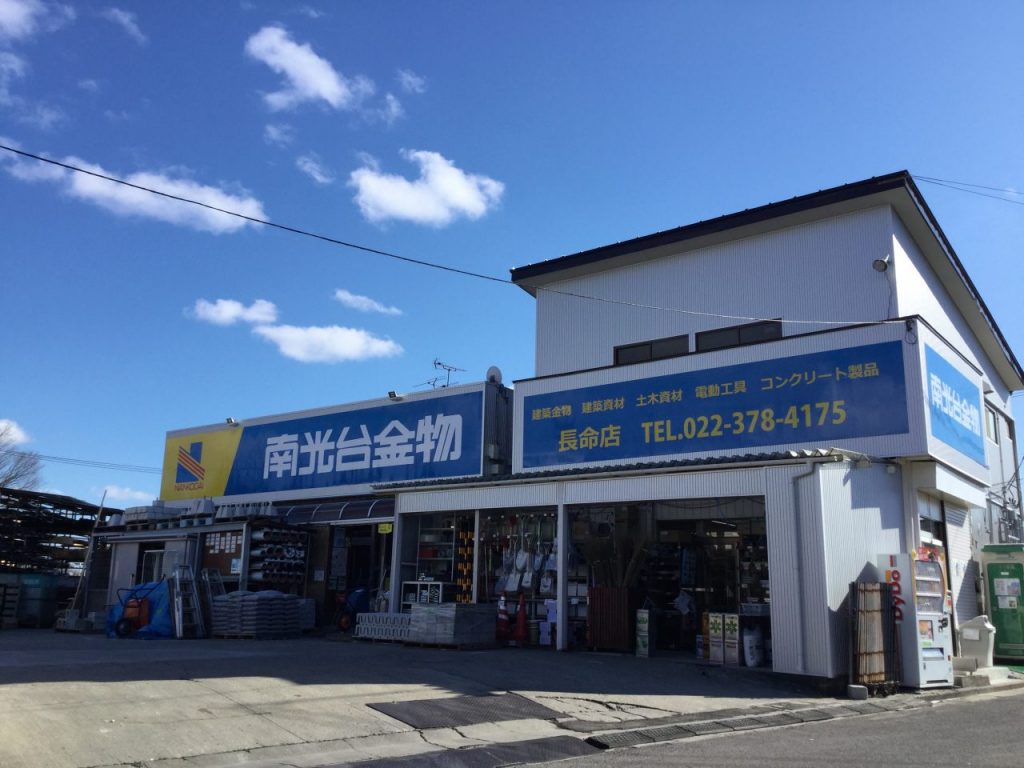 南光台金物
NANKODAI
建築金物 建築資材 土木資材 電動工具 コンクリート製品
長命店 TEL.022-378-4175
南光台金物
DyDo